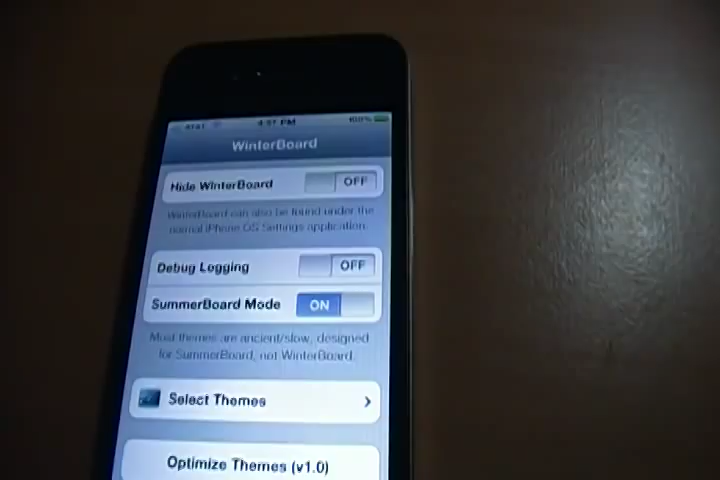 AT&T
4:31 PM
100%
WinterBoard
Hide WinterBoard OFF
WinterBoard can also be found under the
normal iPhone OS Settings application.
Debug Logging OFF
SummerBoard Mode ON
Most themes are ancient/slow, designed
for SummerBoard, not WinterBoard.
Select Themes
Optimize Themes (v1.0)